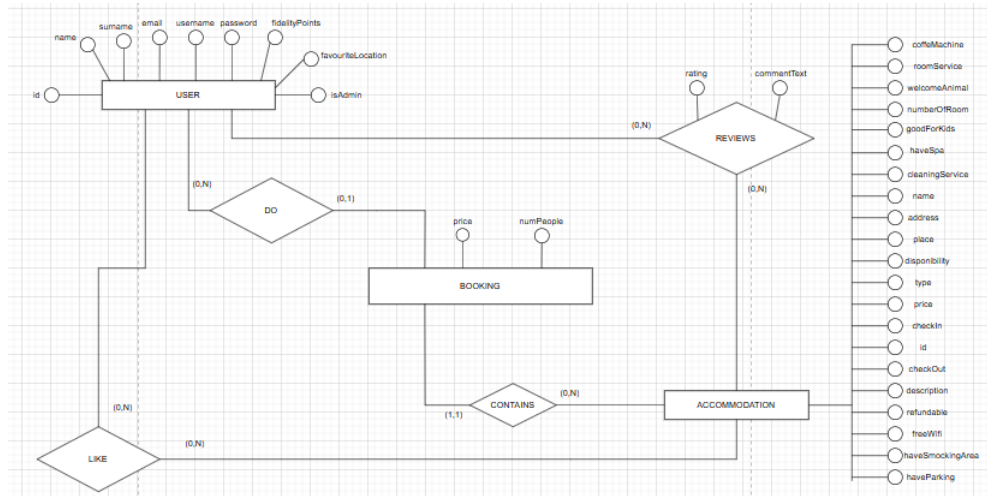 surname
email
username
password
fidelityPoints
name
favouriteLocation
id
USER
isAdmin
rating
commentText
(0,N)
REVIEWS
(0,N)
(0,N)
(0,1)
DO
price
numPeople
BOOKING
(0,N)
CONTAINS
(1,1)
ACCOMMODATION
(0,N)
(0,N)
LIKE
coffeMachine
roomService
welcomeAnimal
numberOfRoom
goodForKids
haveSpa
cleaningService
name
address
place
disponibility
type
price
checkIn
id
checkOut
description
refundable
freeWifi
haveSmockingArea
haveParking